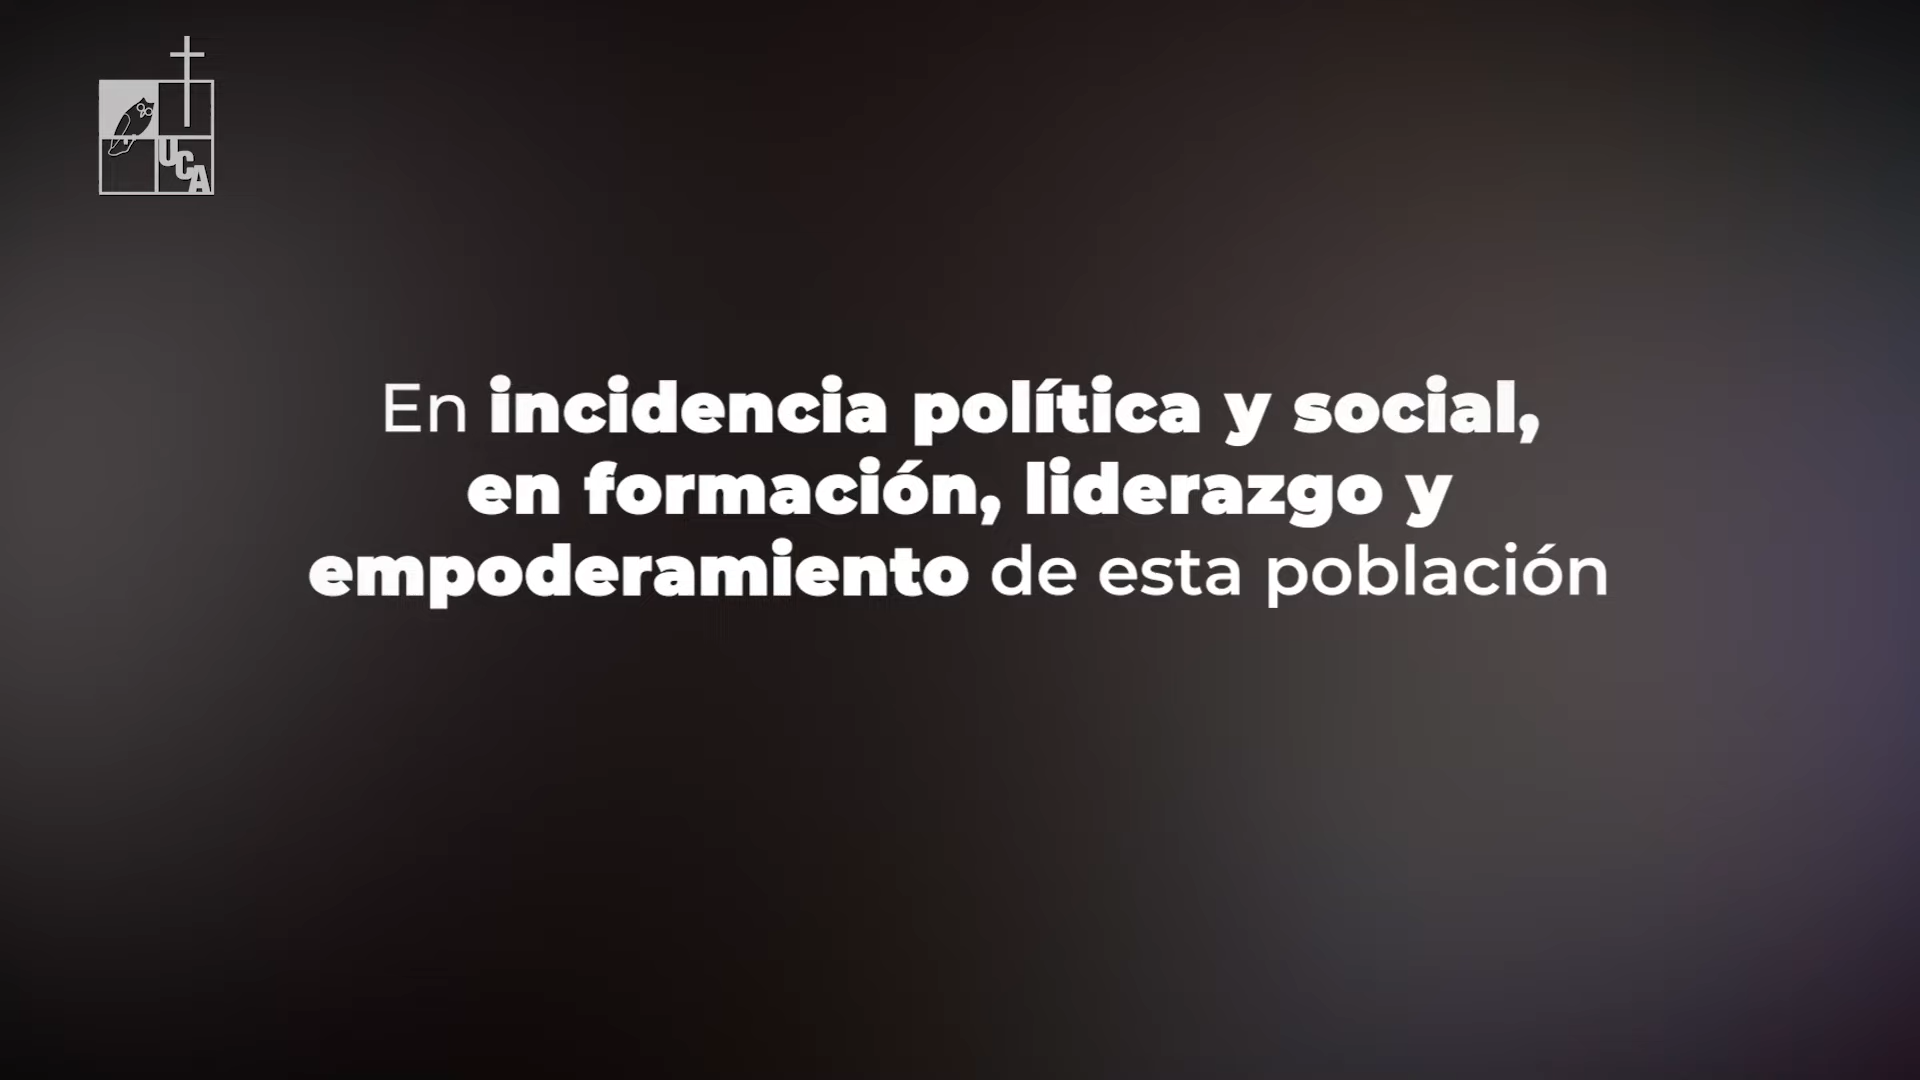 UCA
En incidencia política y social,
en formación, liderazgo y
empoderamiento de esta población